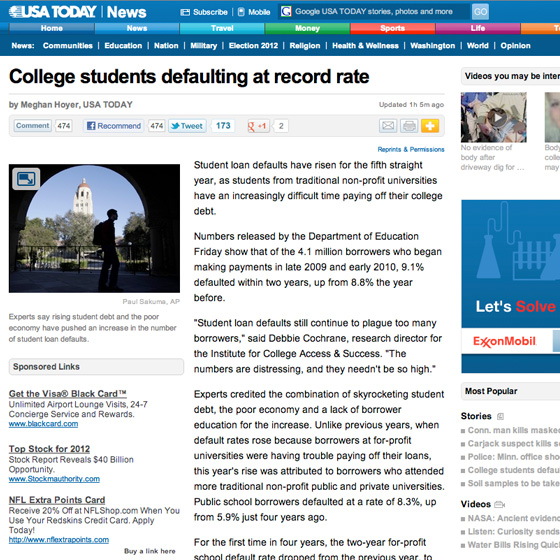 USA TODAY News
Subscribe
Mobile
Google USA TODAY stories, photos and more
GO
Home
News
Travel
Money
Sports
Life
News: Communities Education Nation Military Election 2012 Religion Health & Wellness Washington World Opinion
College students defaulting at record rate
by Meghan Hoyer, USA TODAY
Updated 1h 5m ago
Comment 474
Recommend 474
Tweet 173
+1 2
Reprints & Permissions
Paul Sakuma, AP
Experts say rising student debt and the poor
economy have pushed an increase in the number
of student loan defaults.
Sponsored Links
Get the Visa® Black Card™
Unlimited Airport Lounge Visits, 24-7
Concierge Service and Rewards.
www.blackcard.com
Top Stock for 2012
Stock Report Reveals $40 Billion
Opportunity.
www.Stockmauthority.com
NFL Extra Points Card
Receive 20% Off at NFLShop.com When You
Use Your Redskins Credit Card. Apply
Today!
http://www.nflextrapoints.com
Buy a link here
Student loan defaults have risen for the fifth straight
year, as students from traditional non-profit universities
have an increasingly difficult time paying off their college
debt.
Numbers released by the Department of Education
Friday show that of the 4.1 million borrowers who began
making payments in late 2009 and early 2010, 9.1%
defaulted within two years, up from 8.8% the year
before.
"Student loan defaults still continue to plague too many
borrowers," said Debbie Cochrane, research director for
the Institute for College Access & Success. "The
numbers are distressing, and they needn't be so high."
Experts credited the combination of skyrocketing student
debt, the poor economy and a lack of borrower
education for the increase. Unlike previous years, when
default rates rose because borrowers at for-profit
universities were having trouble paying off their loans,
this year's rise was attributed to borrowers who attended
more traditional non-profit public and private universities.
Public school borrowers defaulted at a rate of 8.3%, up
from 5.9% just four years ago.
For the first time in four years, the two-year for-profit
school default rate dropped from the previous year, to
Videos you may be inter
No evidence of
body after
driveway dig for ...
Body
colle
may
Let's Solve
ExxonMobil
Most Popular
Stories
Conn. man kills masked
Carjack suspect kills s
Police: Minn. office sho
College students defau
Soil samples to be take
Videos
NASA: Ancient evidenc
Listen: Curiosity sends
Water Bills Rising Quick